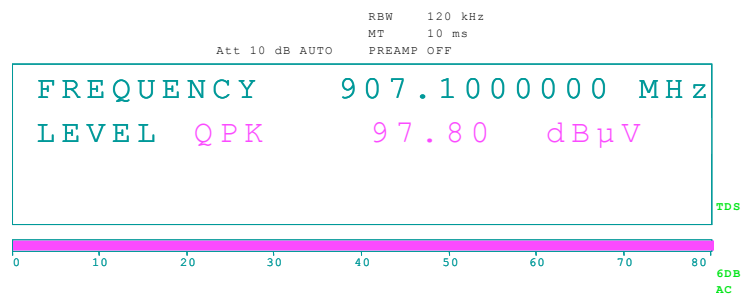 RBW 120 kHz
MT 10 ms
Att 10 dB AUTO PREAMP OFF
FREQUENCY 907.1000000 MHz
LEVEL QPK 97.80 dBµV
TDS
0 10 20 30 40 50 60 70 80
6DB
AC